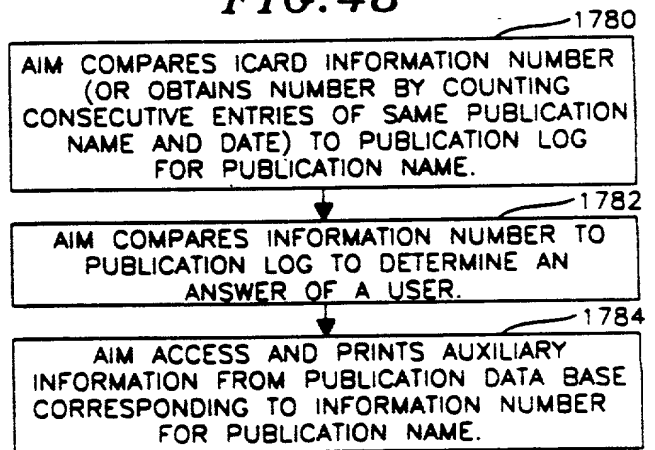 FIG. 48
1780
AIM COMPARES ICARD INFORMATION NUMBER
(OR OBTAINS NUMBER BY COUNTING
CONSECUTIVE ENTRIES OF SAME PUBLICATION
NAME AND DATE) TO PUBLICATION LOG
FOR PUBLICATION NAME.
1782
AIM COMPARES INFORMATION NUMBER TO
PUBLICATION LOG TO DETERMINE AN
ANSWER OF A USER.
1784
AIM ACCESS AND PRINTS AUXILIARY
INFORMATION FROM PUBLICATION DATA BASE
CORRESPONDING TO INFORMATION NUMBER
FOR PUBLICATION NAME.